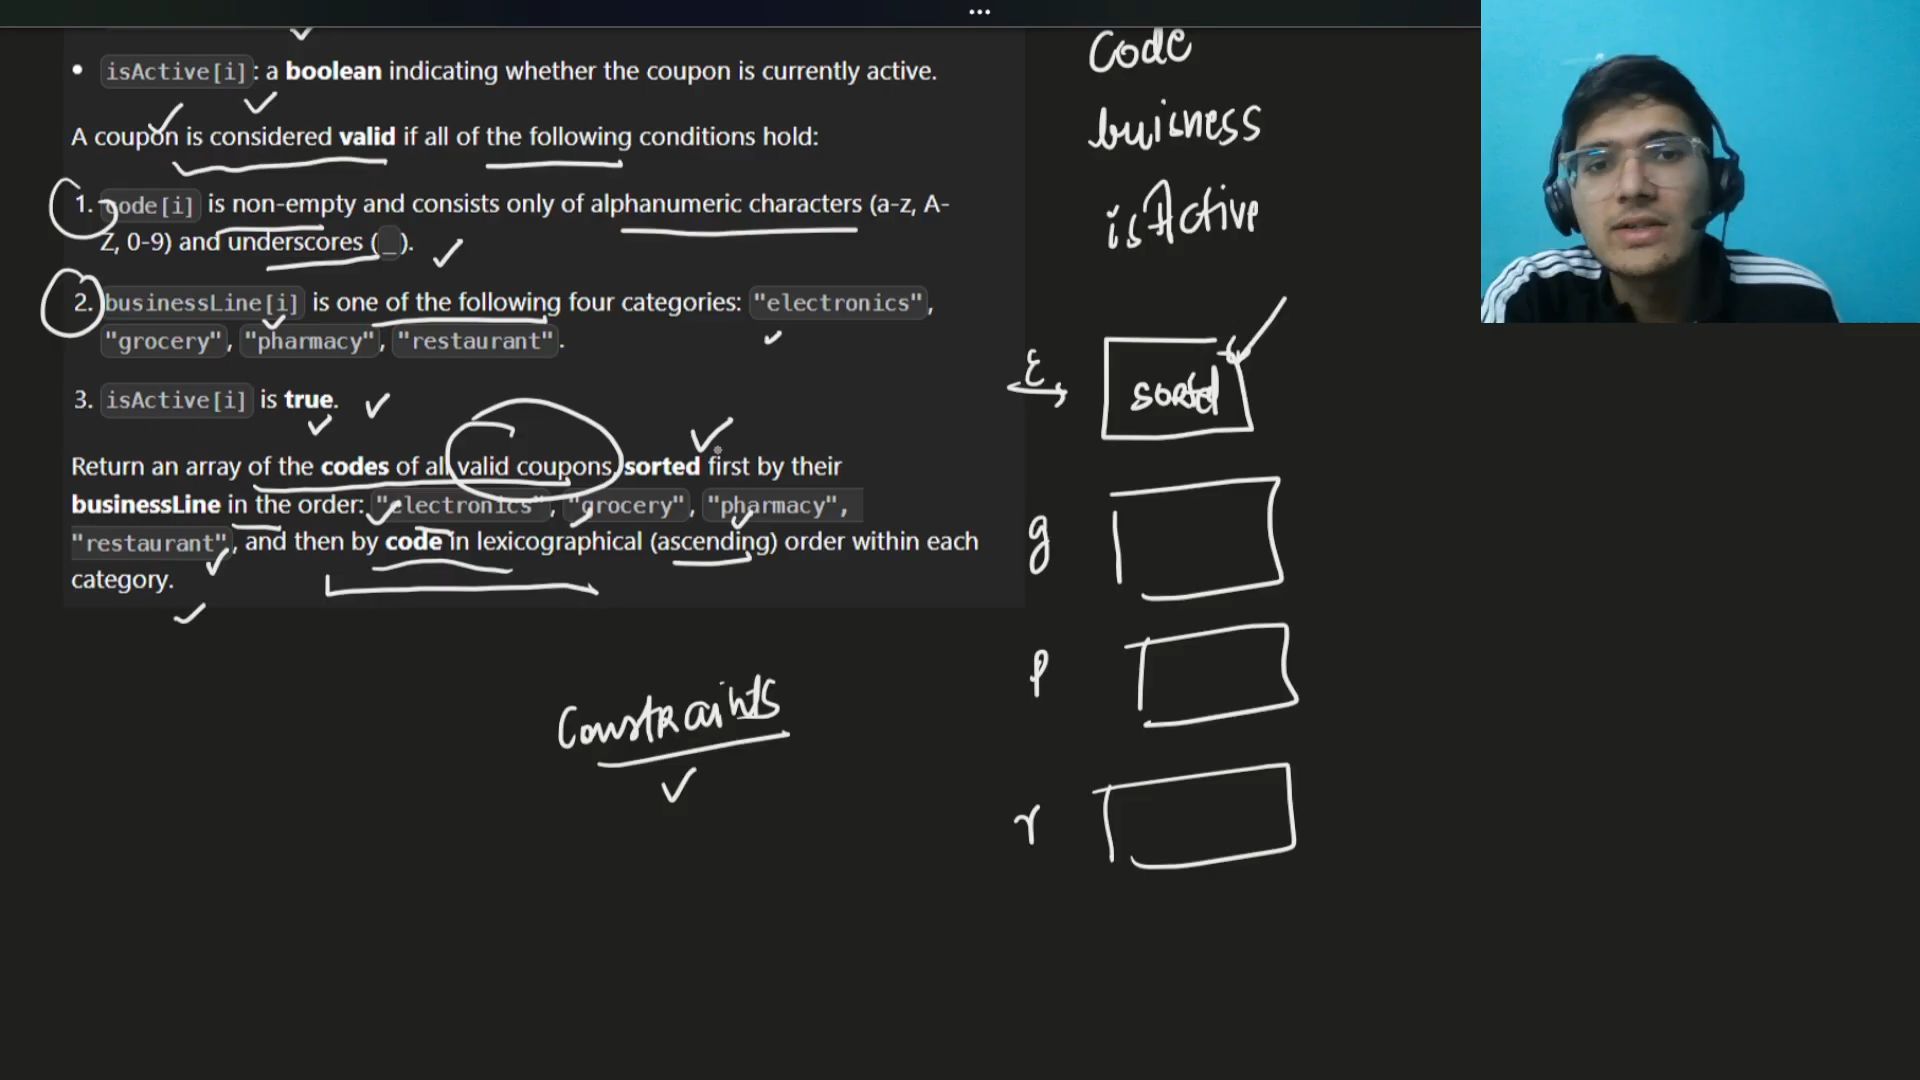 ...
• isActive[i]: a boolean indicating whether the coupon is currently active.
A coupon is considered valid if all of the following conditions hold:
1. code[i] is non-empty and consists only of alphanumeric characters (a-z, A-
Z, 0-9) and underscores (_).
2. businessLine[i] is one of the following four categories: "electronics",
"grocery", "pharmacy", "restaurant".
3. isActive[i] is true.
Return an array of the codes of all valid coupons, sorted first by their
businessLine in the order: "electronics", "grocery", "pharmacy",
"restaurant", and then by code in lexicographical (ascending) order within each
category.
Constraints
Code
buisness
isActive
E
sorted
g
p
r